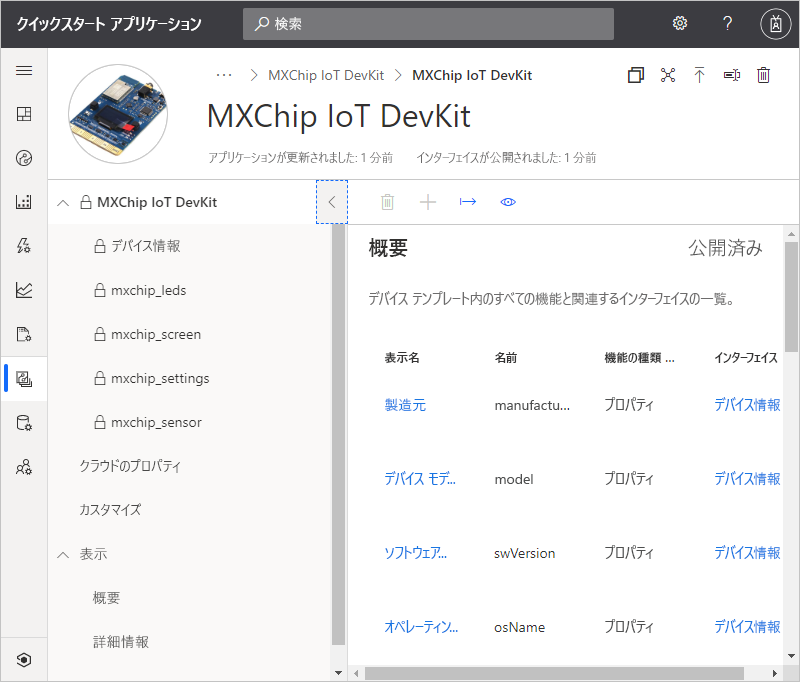 クイックスタート アプリケーション
検索
?
… > MXChip IoT DevKit > MXChip IoT DevKit
MXChip IoT DevKit
アプリケーションが更新されました: 1 分前 インターフェイスが公開されました: 1 分前
MXChip IoT DevKit
デバイス情報
mxchip_leds
mxchip_screen
mxchip_settings
mxchip_sensor
クラウドのプロパティ
カスタマイズ
表示
概要
詳細情報
概要 公開済み
デバイス テンプレート内のすべての機能と関連するインターフェイスの一覧。
表示名 名前 機能の種類 ... インターフェイス
製造元 manufactu... プロパティ デバイス情報
デバイス モデ... model プロパティ デバイス情報
ソフトウェア... swVersion プロパティ デバイス情報
オペレーティン... osName プロパティ デバイス情報